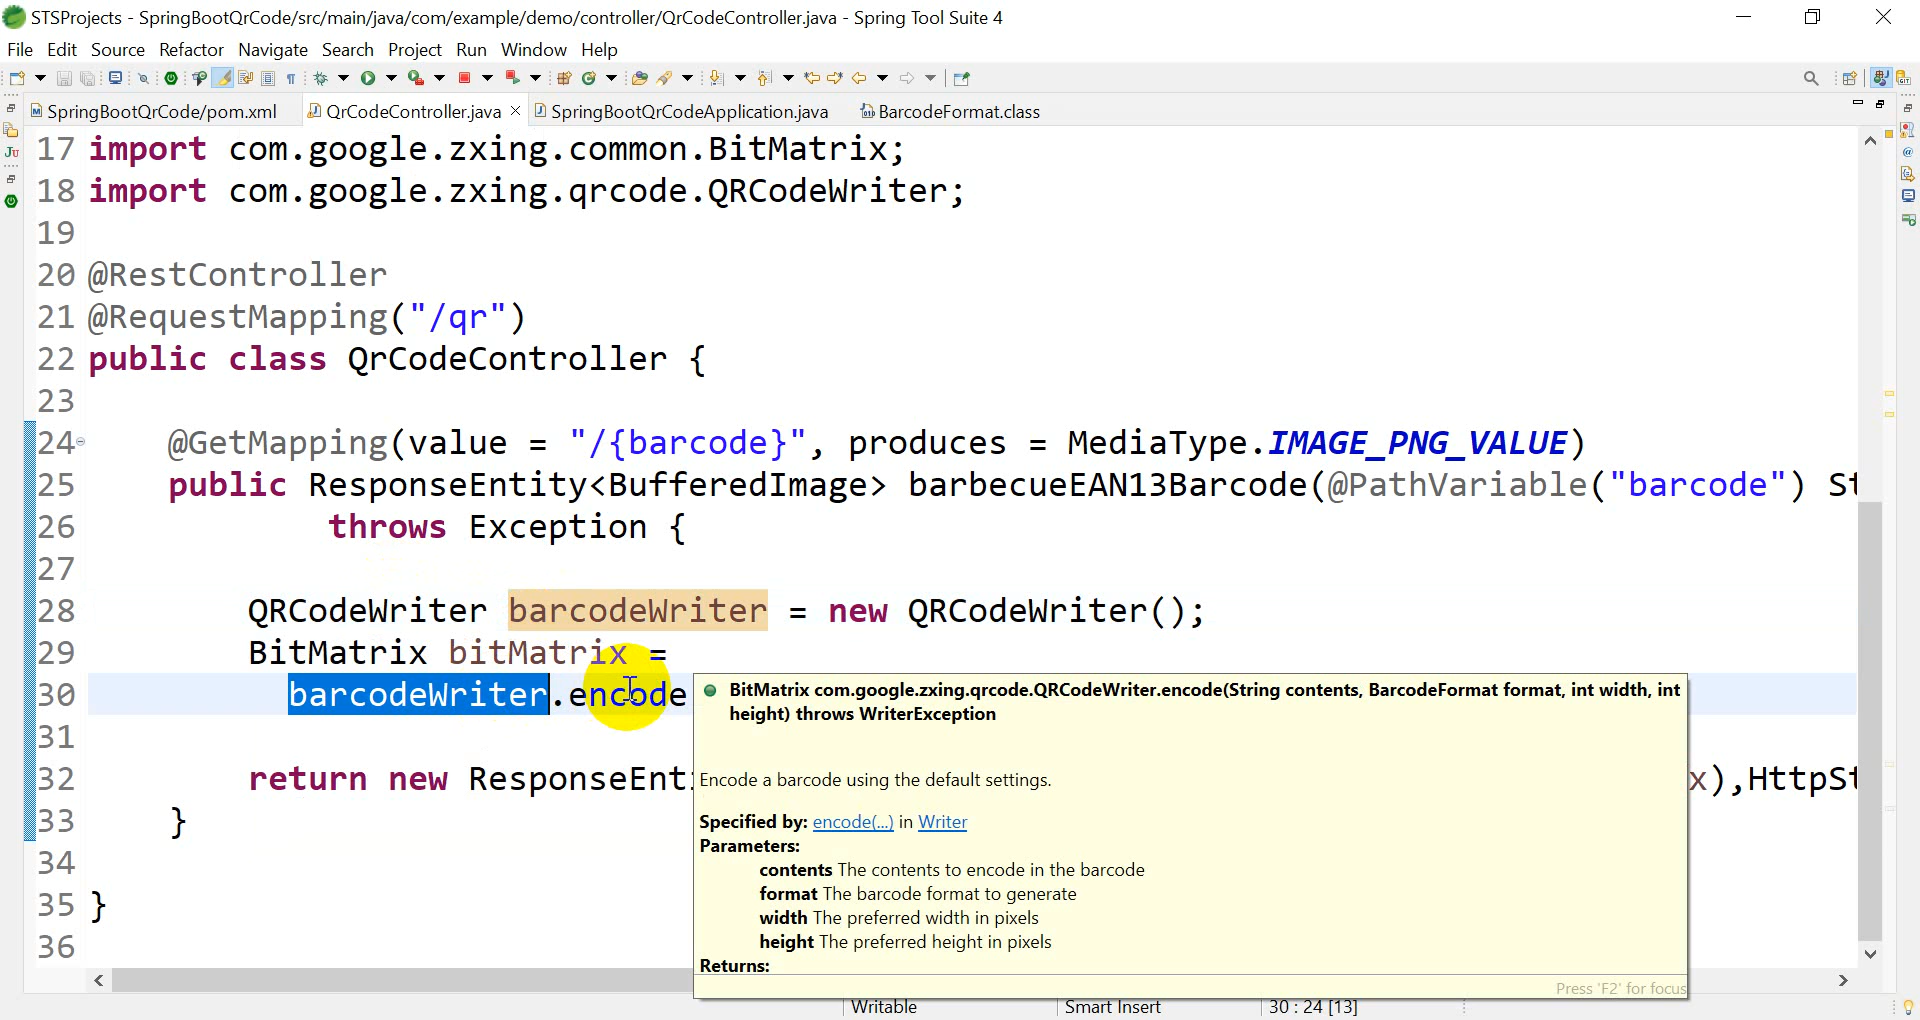 STSProjects - SpringBootQrCode/src/main/java/com/example/demo/controller/QrCodeController.java - Spring Tool Suite 4
File Edit Source Refactor Navigate Search Project Run Window Help
SpringBootQrCode/pom.xml QrCodeController.java SpringBootQrCodeApplication.java BarcodeFormat.class
17 import com.google.zxing.common.BitMatrix;
18 import com.google.zxing.qrcode.QRCodeWriter;
19
20 @RestController
21 @RequestMapping("/qr")
22 public class QrCodeController {
23
24 @GetMapping(value = "/{barcode}", produces = MediaType.IMAGE_PNG_VALUE)
25 public ResponseEntity<BufferedImage> barbecueEAN13Barcode(@PathVariable("barcode") St
26 throws Exception {
27
28 QRCodeWriter barcodeWriter = new QRCodeWriter();
29 BitMatrix bitMatrix =
30 barcodeWriter.encode
31
32 return new ResponseEnti x),HttpSt
33 }
34
35 }
36
BitMatrix com.google.zxing.qrcode.QRCodeWriter.encode(String contents, BarcodeFormat format, int width, int
height) throws WriterException
Encode a barcode using the default settings.
Specified by: encode(...) in Writer
Parameters:
contents The contents to encode in the barcode
format The barcode format to generate
width The preferred width in pixels
height The preferred height in pixels
Returns:
Press 'F2' for focus
Writable Smart Insert 30 : 24 [13]